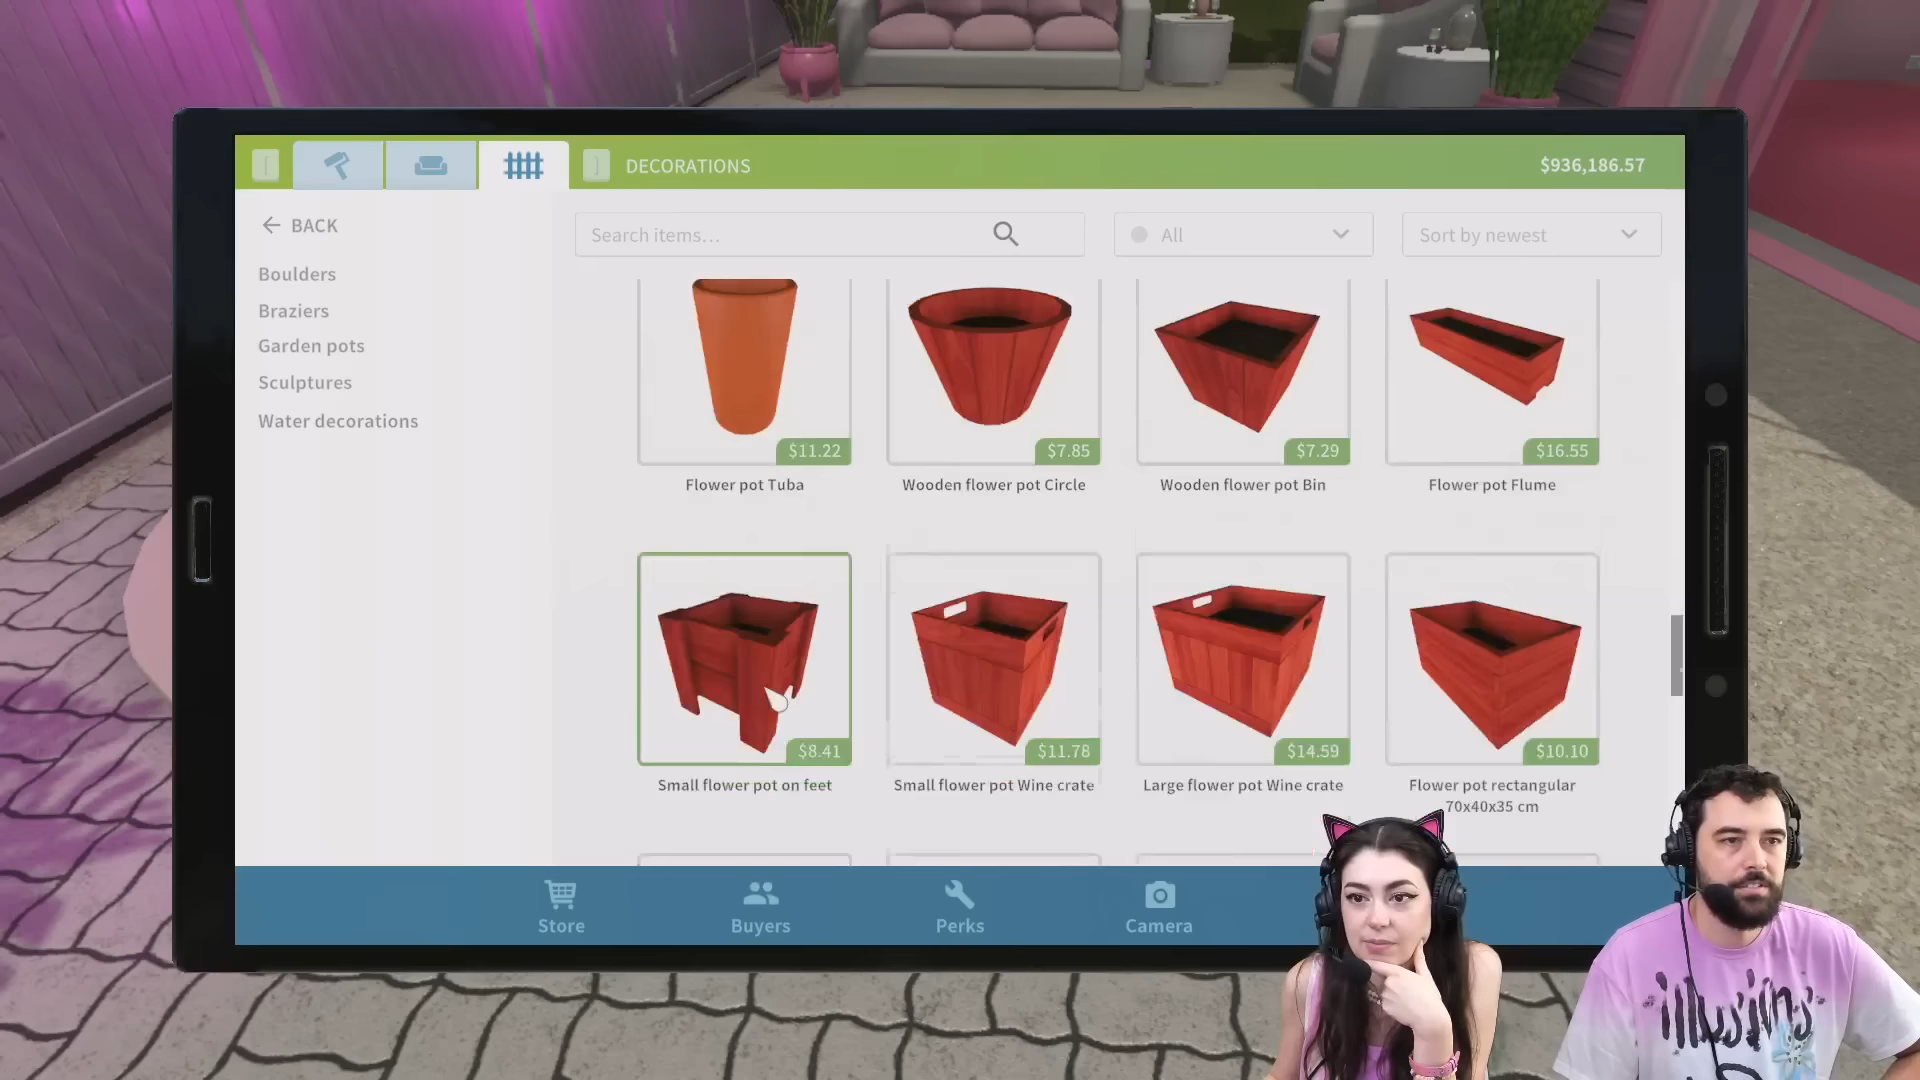 DECORATIONS
$936,186.57
BACK
Search items...
All
Sort by newest
Boulders
Braziers
Garden pots
Sculptures
Water decorations
$11.22
$7.85
$7.29
$16.55
Flower pot Tuba
Wooden flower pot Circle
Wooden flower pot Bin
Flower pot Flume
$8.41
$11.78
$14.59
$10.10
Small flower pot on feet
Small flower pot Wine crate
Large flower pot Wine crate
Flower pot rectangular
70x40x35 cm
Store
Buyers
Perks
Camera